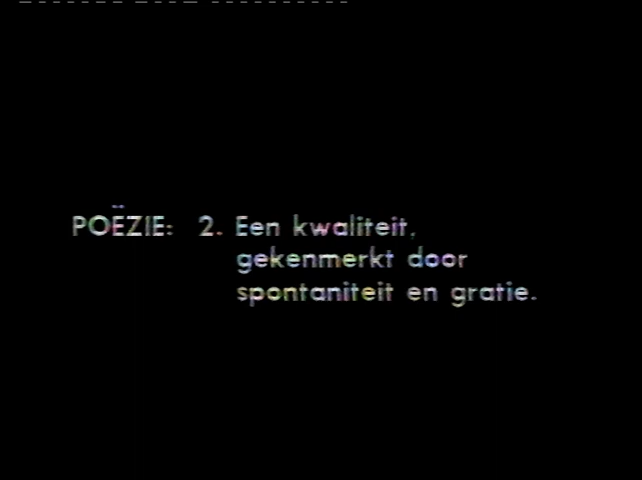 POËZIE: 2. Een kwaliteit,
gekenmerkt door
spontaniteit en gratie.